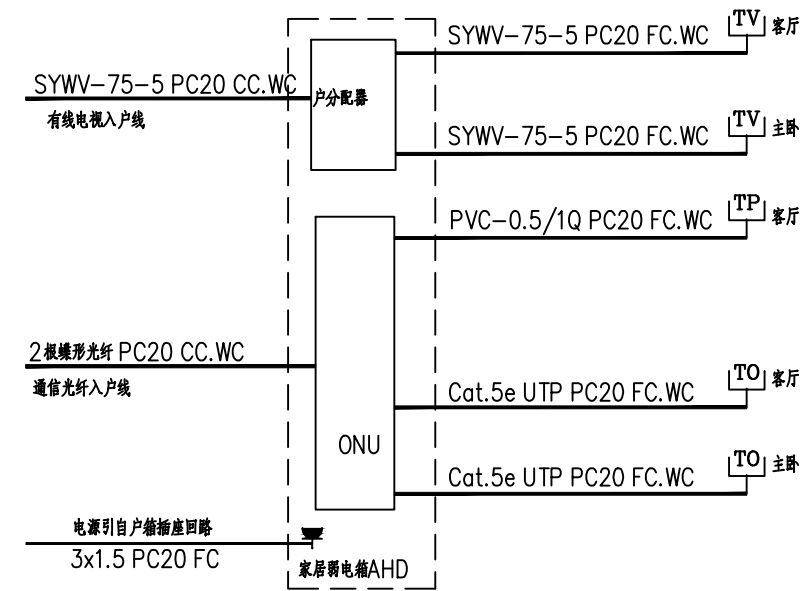 SYWV-75-5 PC20 CC.WC
有线电视入户线
户分配器
SYWV-75-5 PC20 FC.WC
TV
客厅
SYWV-75-5 PC20 FC.WC
TV
主卧
PVC-0.5/1Q PC20 FC.WC
TP
客厅
2根蝶形光纤 PC20 CC.WC
通信光纤入户线
ONU
Cat.5e UTP PC20 FC.WC
TO
客厅
Cat.5e UTP PC20 FC.WC
TO
主卧
电源引自户箱插座回路
3x1.5 PC20 FC
家居弱电箱AHD